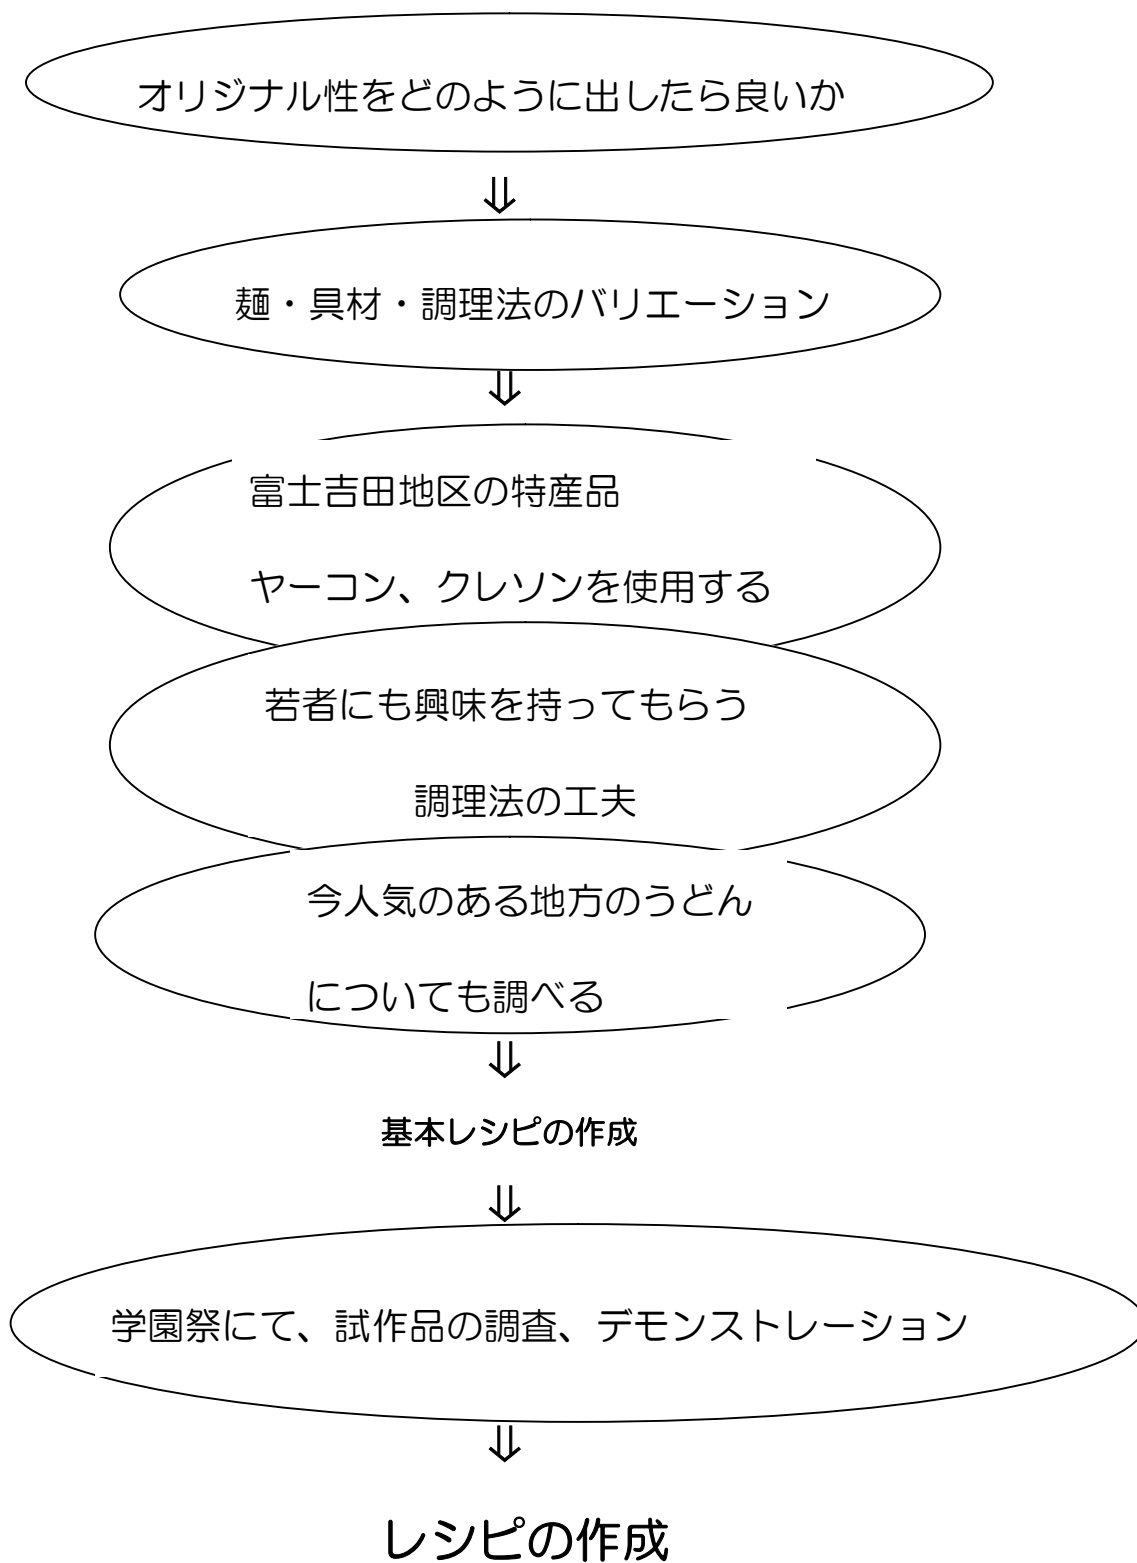 オリジナル性をどのように出したら良いか
⇓
麺・具材・調理法のバリエーション
⇓
富士吉田地区の特産品
ヤーコン、クレソンを使用する
若者にも興味を持ってもらう
調理法の工夫
今人気のある地方のうどん
についても調べる
⇓
基本レシピの作成
⇓
学園祭にて、試作品の調査、デモンストレーション
⇓
レシピの作成